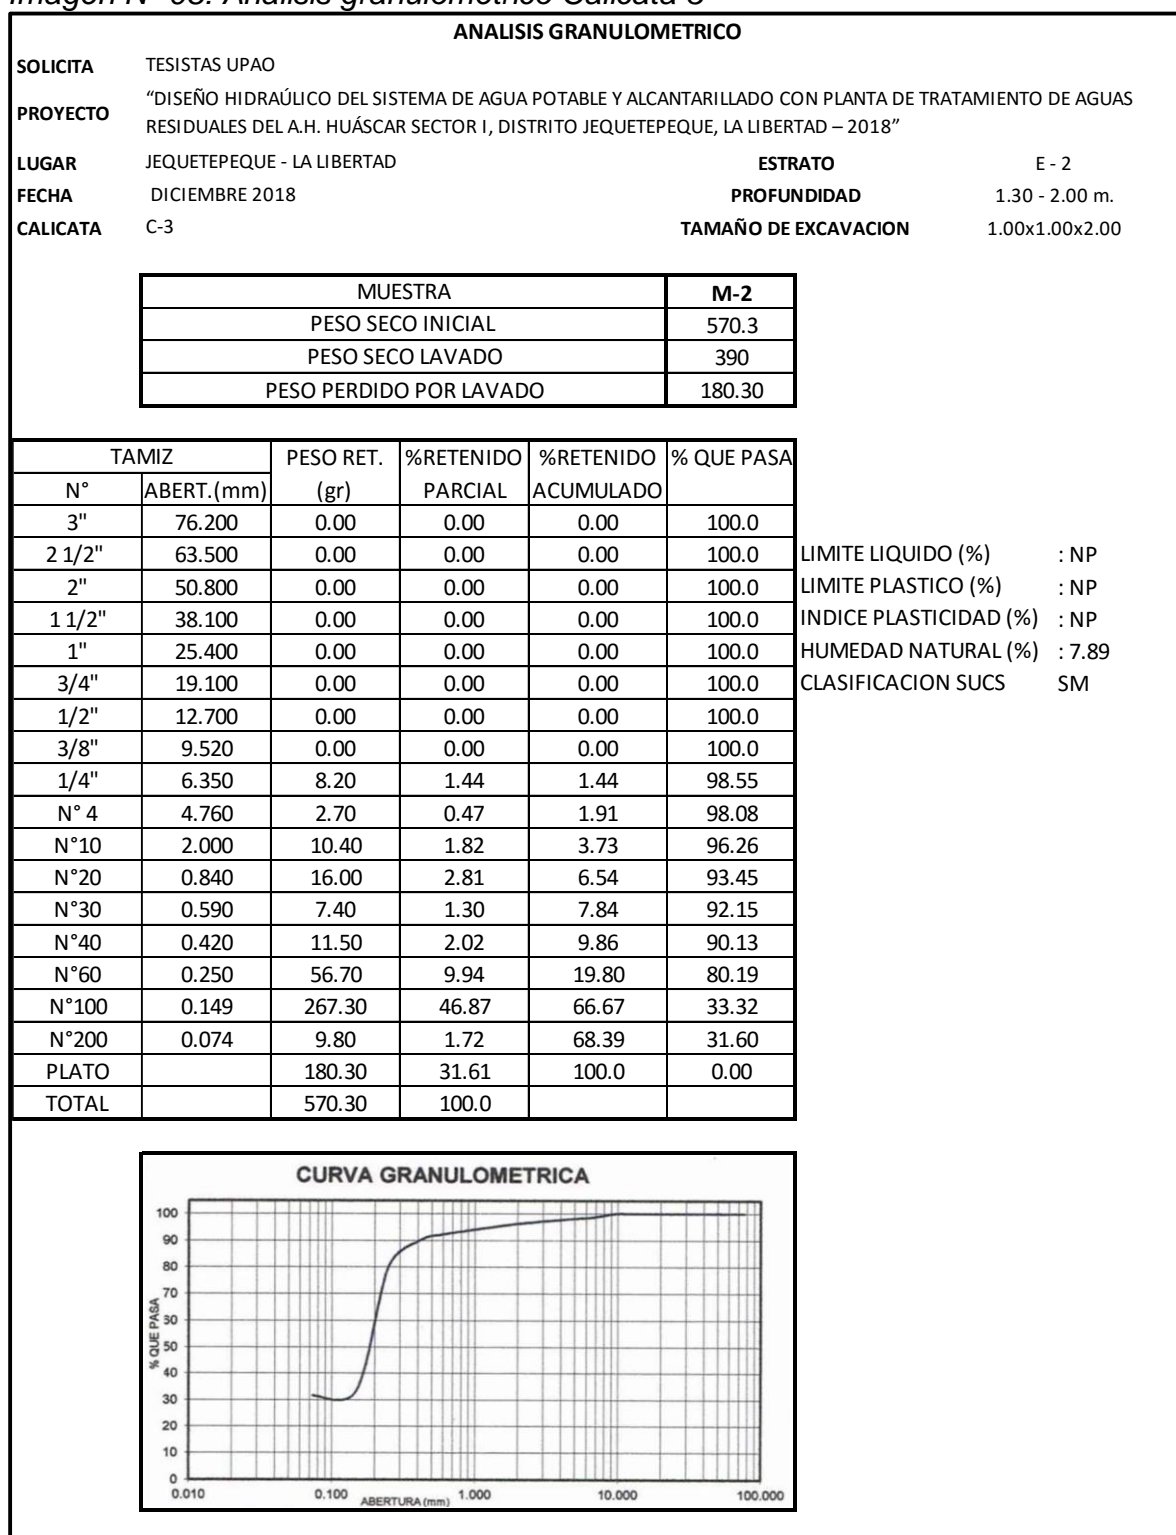 Imagen N° 08: Análisis granulométrico Calicata 3
ANALISIS GRANULOMETRICO
SOLICITA TESISTAS UPAO
PROYECTO “DISEÑO HIDRAÚLICO DEL SISTEMA DE AGUA POTABLE Y ALCANTARILLADO CON PLANTA DE TRATAMIENTO DE AGUAS
RESIDUALES DEL A.H. HUÁSCAR SECTOR I, DISTRITO JEQUETEPEQUE, LA LIBERTAD – 2018”
LUGAR JEQUETEPEQUE - LA LIBERTAD ESTRATO E - 2
FECHA DICIEMBRE 2018 PROFUNDIDAD 1.30 - 2.00 m.
CALICATA C-3 TAMAÑO DE EXCAVACION 1.00x1.00x2.00
MUESTRA M-2
PESO SECO INICIAL 570.3
PESO SECO LAVADO 390
PESO PERDIDO POR LAVADO 180.30
TAMIZ PESO RET. %RETENIDO %RETENIDO % QUE PASA
N° ABERT.(mm) (gr) PARCIAL ACUMULADO
3" 76.200 0.00 0.00 0.00 100.0
2 1/2" 63.500 0.00 0.00 0.00 100.0 LIMITE LIQUIDO (%) : NP
2" 50.800 0.00 0.00 0.00 100.0 LIMITE PLASTICO (%) : NP
1 1/2" 38.100 0.00 0.00 0.00 100.0 INDICE PLASTICIDAD (%) : NP
1" 25.400 0.00 0.00 0.00 100.0 HUMEDAD NATURAL (%) : 7.89
3/4" 19.100 0.00 0.00 0.00 100.0 CLASIFICACION SUCS SM
1/2" 12.700 0.00 0.00 0.00 100.0
3/8" 9.520 0.00 0.00 0.00 100.0
1/4" 6.350 8.20 1.44 1.44 98.55
N° 4 4.760 2.70 0.47 1.91 98.08
N°10 2.000 10.40 1.82 3.73 96.26
N°20 0.840 16.00 2.81 6.54 93.45
N°30 0.590 7.40 1.30 7.84 92.15
N°40 0.420 11.50 2.02 9.86 90.13
N°60 0.250 56.70 9.94 19.80 80.19
N°100 0.149 267.30 46.87 66.67 33.32
N°200 0.074 9.80 1.72 68.39 31.60
PLATO 180.30 31.61 100.0 0.00
TOTAL 570.30 100.0
CURVA GRANULOMETRICA
100
90
80
70
30
50
40
30
20
10
0
% QUE PASA
0.010 0.100 1.000 10.000 100.000
ABERTURA (mm)